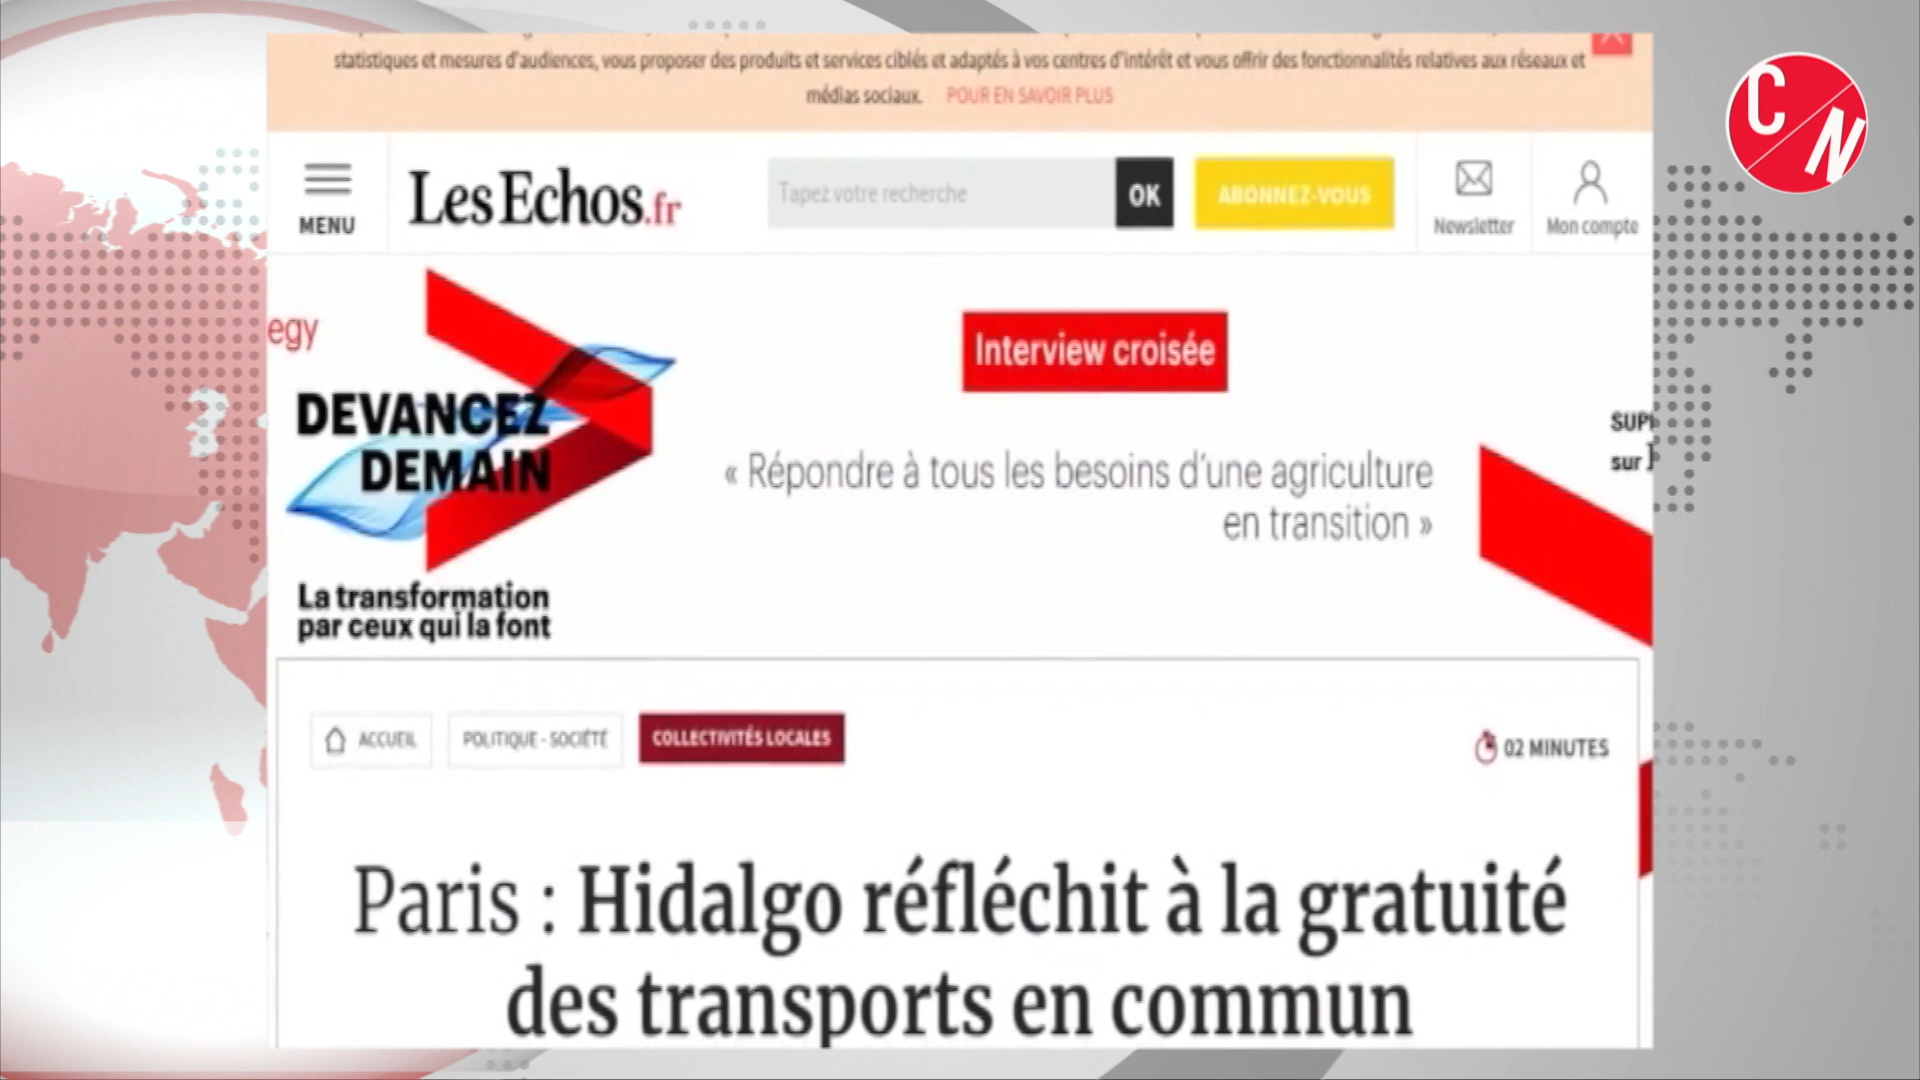 statistiques et mesures d'audiences, vous proposer des produits et services ciblés et adaptés à vos centres d'intérêt et vous offrir des fonctionnalités relatives aux réseaux et
médias sociaux. POUR EN SAVOIR PLUS
CN
MENU
LesEchos.fr
Tapez votre recherche
OK
ABONNEZ-VOUS
Newsletter
Mon compte
egy
DEVANCEZ
DEMAIN
La transformation
par ceux qui la font
Interview croisée
« Répondre à tous les besoins d'une agriculture
en transition »
SUP
sur
ACCUEIL
POLITIQUE - SOCIÉTÉ
COLLECTIVITÉS LOCALES
02 MINUTES
Paris : Hidalgo réfléchit à la gratuité
des transports en commun